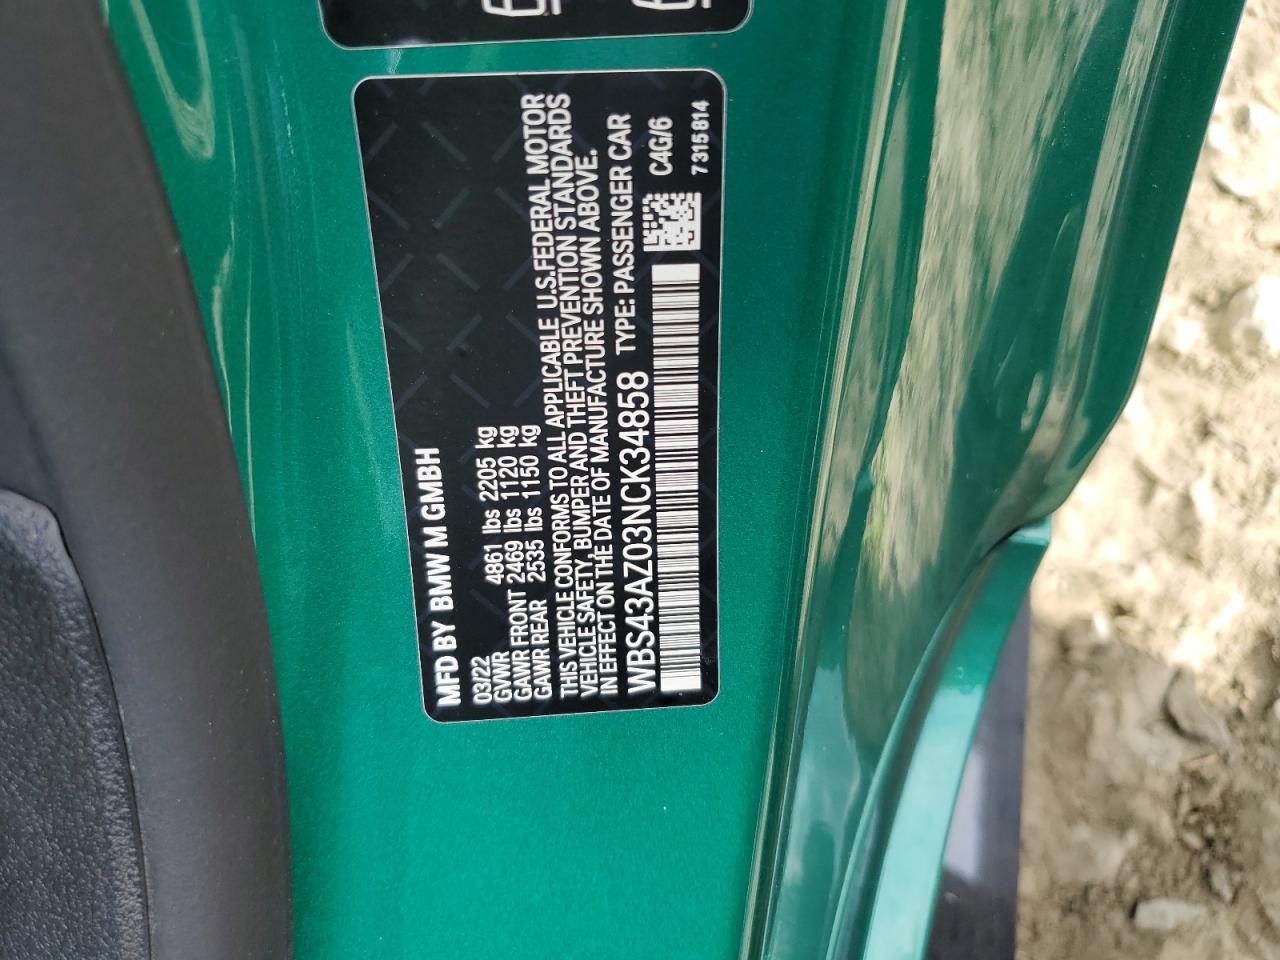 MFD BY BMW M GMBH
03/22
GVWR 4861 lbs 2205 kg
GAWR FRONT 2469 lbs 1120 kg
GAWR REAR 2535 lbs 1150 kg
THIS VEHICLE CONFORMS TO ALL APPLICABLE U.S.FEDERAL MOTOR
VEHICLE SAFETY, BUMPER AND THEFT PREVENTION STANDARDS
IN EFFECT ON THE DATE OF MANUFACTURE SHOWN ABOVE.
WBS43AZ03NCK34858 TYPE: PASSENGER CAR
C4G/6
7315814